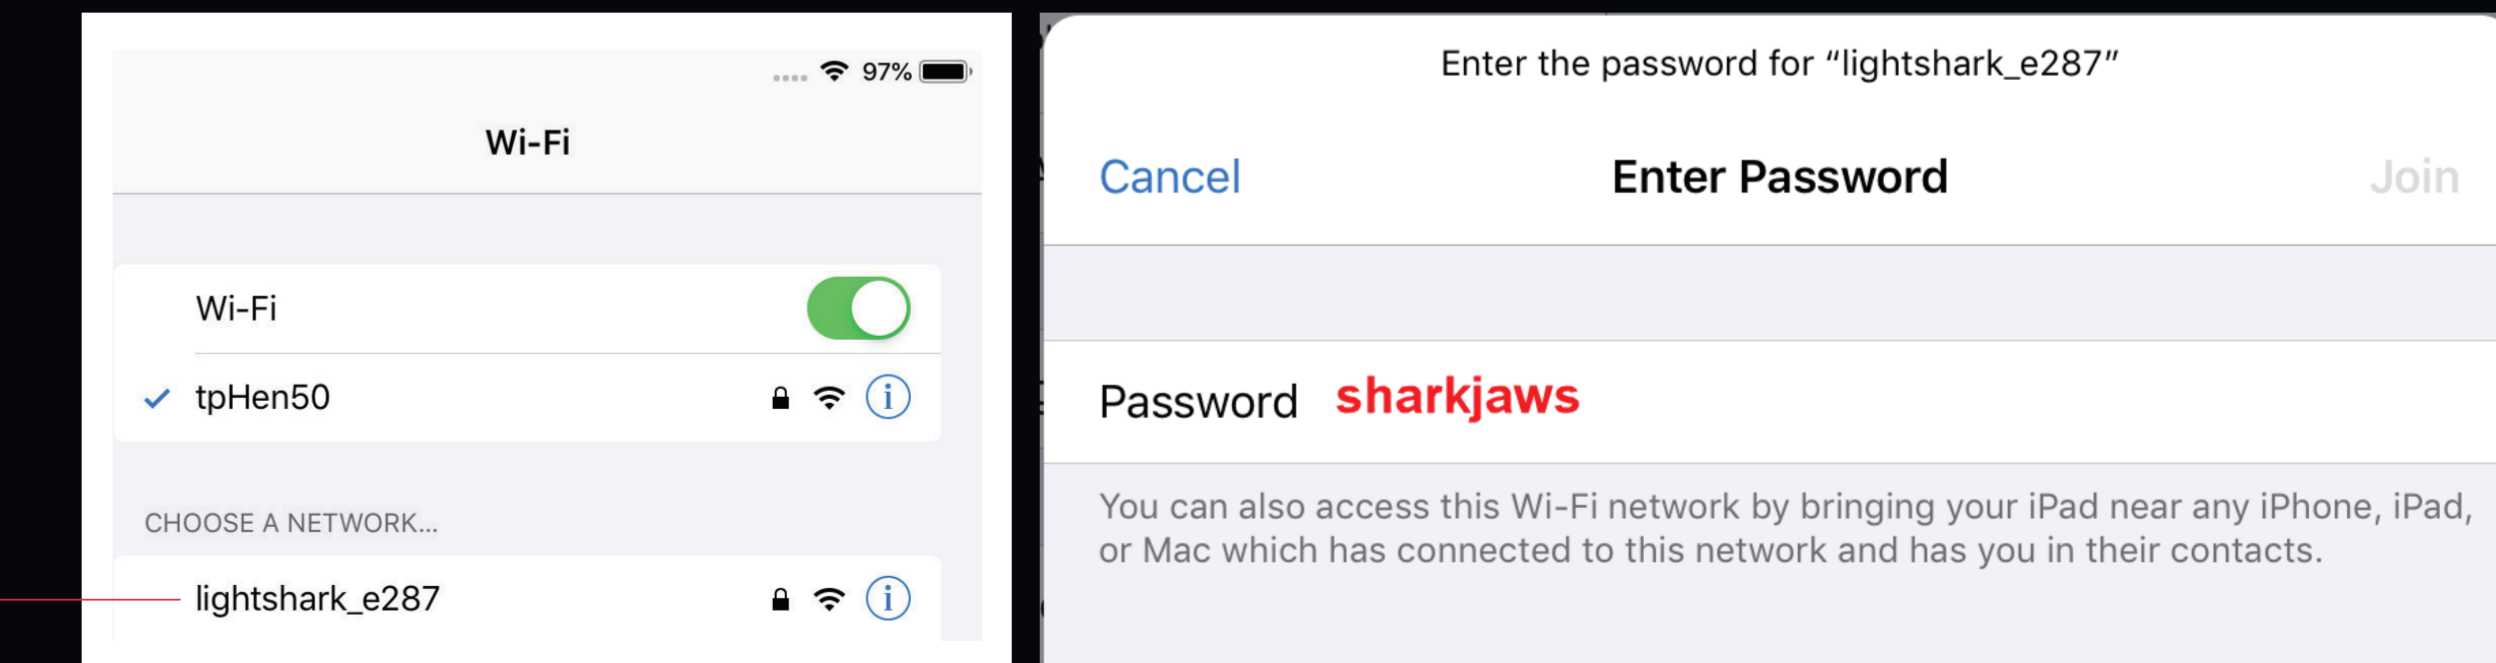 97%
Wi-Fi
Wi-Fi
tpHen50
CHOOSE A NETWORK...
lightshark_e287
Enter the password for “lightshark_e287”
Cancel
Enter Password
Join
Password sharkjaws
You can also access this Wi-Fi network by bringing your iPad near any iPhone, iPad,
or Mac which has connected to this network and has you in their contacts.